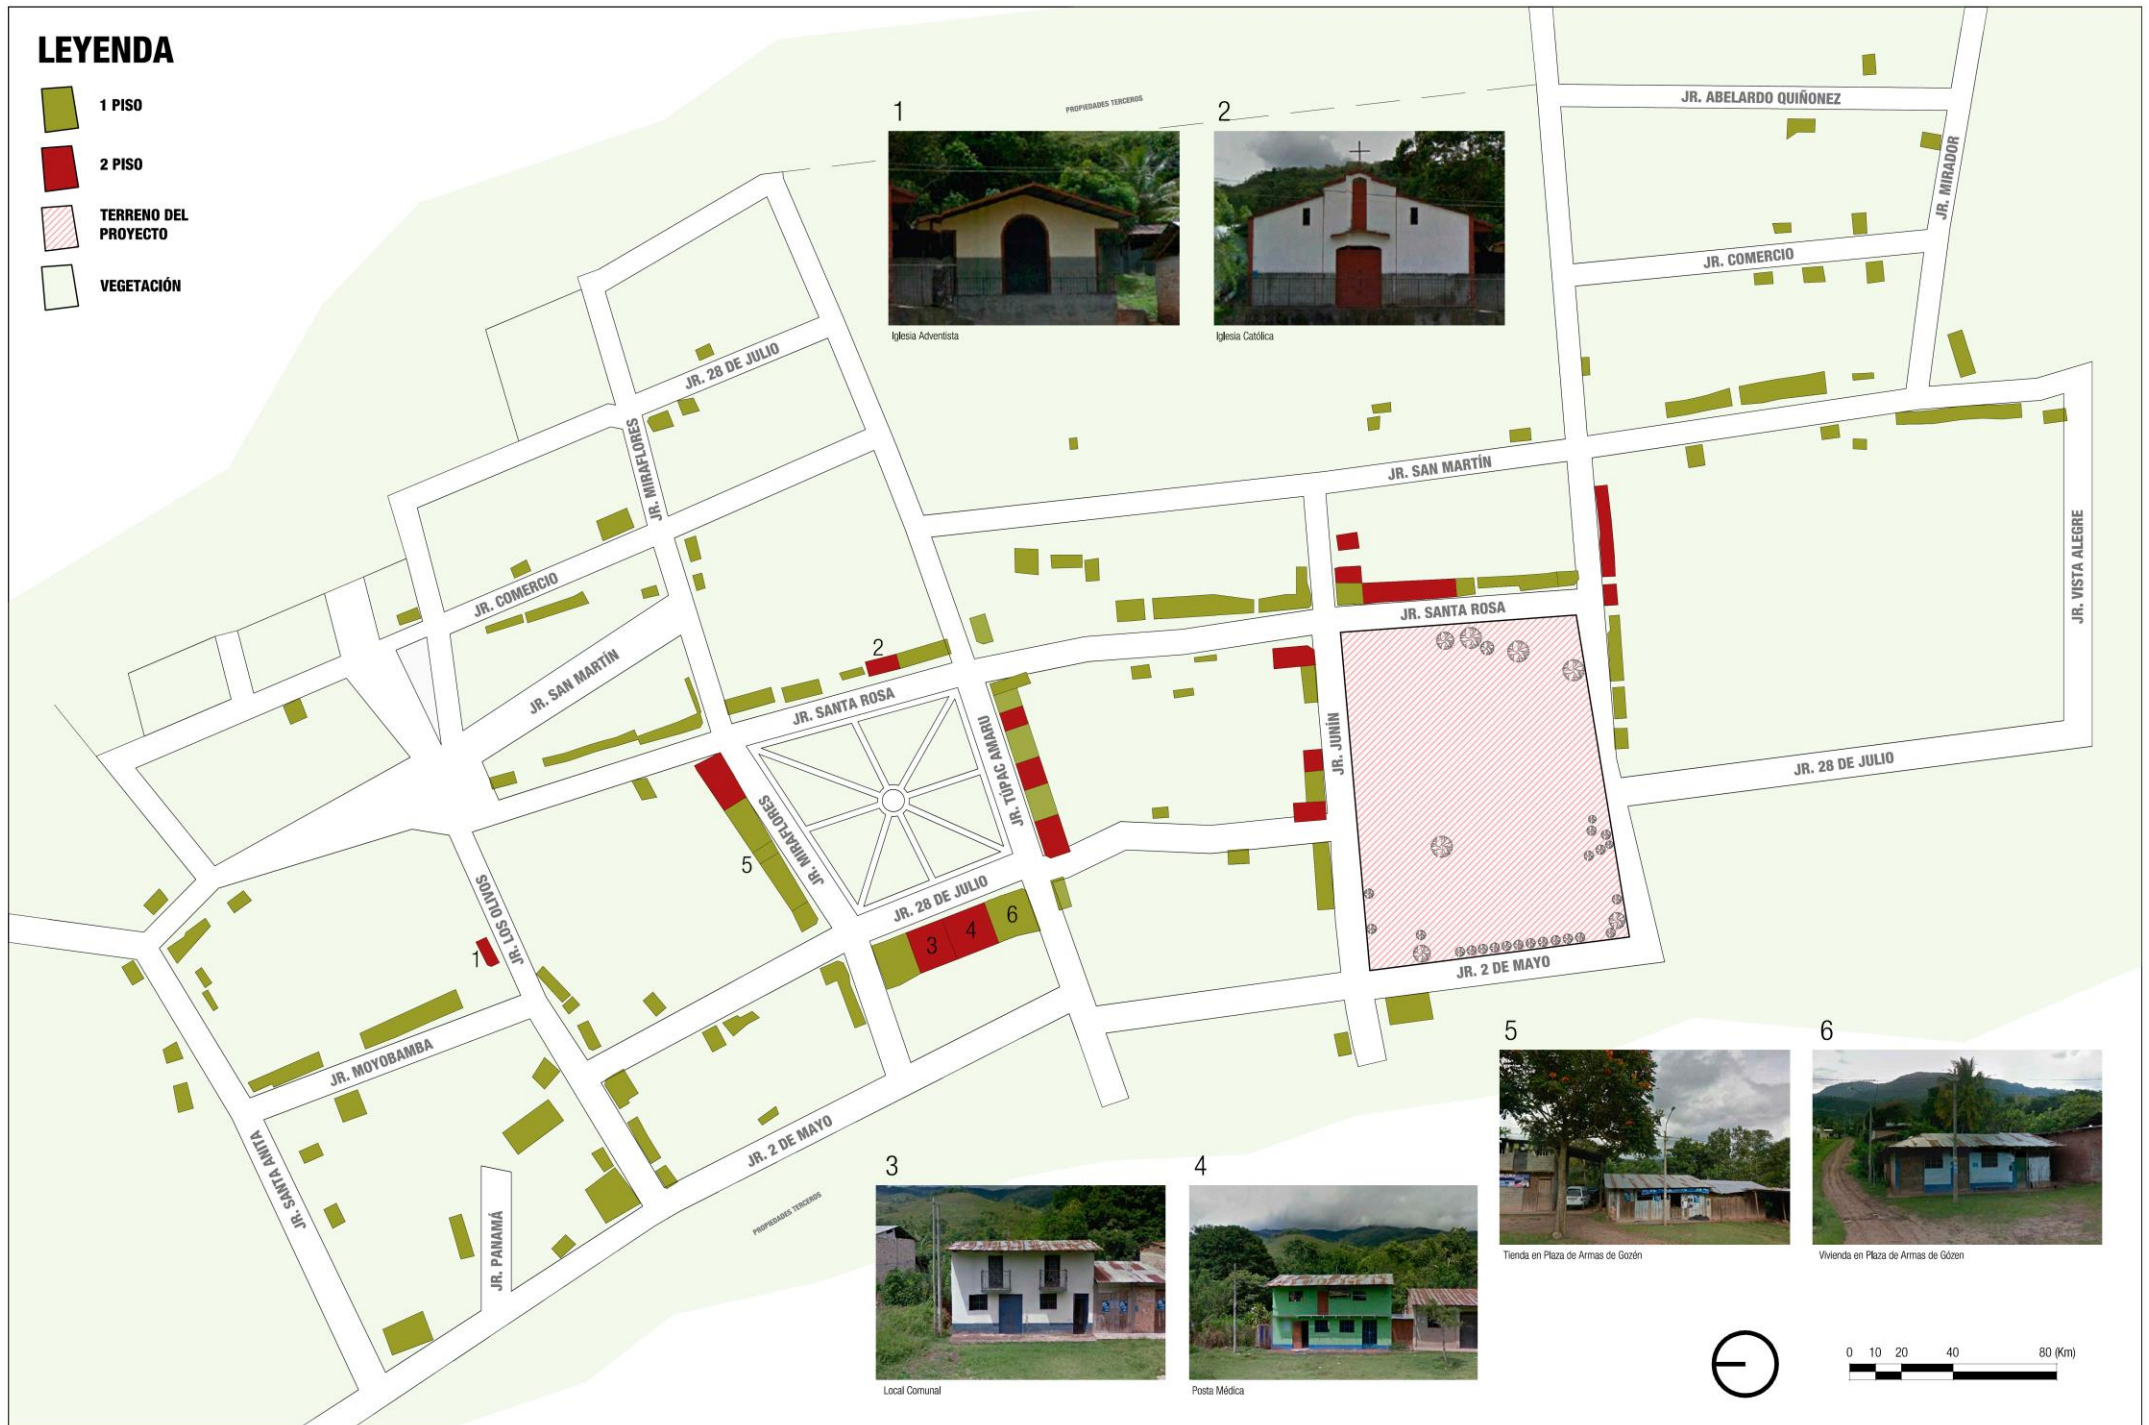 LEYENDA
1 PISO
2 PISO
TERRENO DEL
PROYECTO
VEGETACIÓN
PROPIEDADES TERCEROS
1
2
Iglesia Adventista
Iglesia Católica
JR. ABELARDO QUIÑONEZ
JR. MIRADOR
JR. COMERCIO
JR. 28 DE JULIO
JR. MIRAFLORES
JR. SAN MARTÍN
JR. VISTA ALEGRE
JR. COMERCIO
JR. SANTA ROSA
JR. SAN MARTÍN
2
JR. SANTA ROSA
JR. TÚPAC AMARU
JR. JUNÍN
JR. 28 DE JULIO
JR. MIRAFLORES
5
JR. 28 DE JULIO
JR. LOS OLIVOS
1
3
4
6
JR. 2 DE MAYO
JR. MOYOBAMBA
JR. SANTA ANITA
JR. PANAMÁ
JR. 2 DE MAYO
PROPIEDADES TERCEROS
3
4
5
6
Tienda en Plaza de Armas de Gozén
Vivienda en Plaza de Armas de Gózen
Local Comunal
Posta Médica
0 10 20 40 80 (Km)